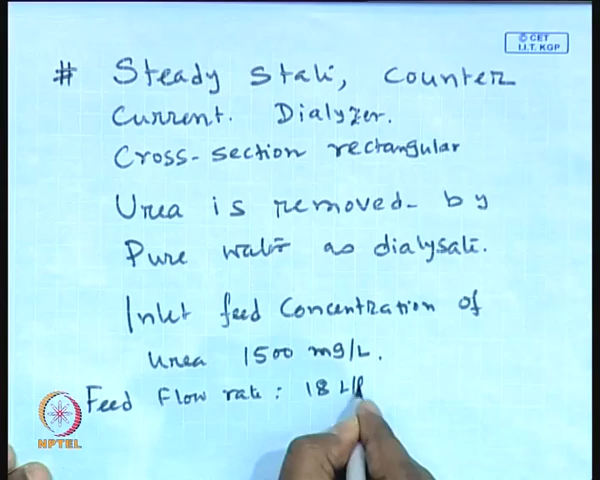 © CET
I.I.T. KGP
# Steady State, Counter
Current. Dialyzer.
Cross-section rectangular
Urea is removed by
Pure water as dialysate.
Inlet feed Concentration of
Urea 1500 mg/L.
Feed Flow rate : 18 L/
NPTEL